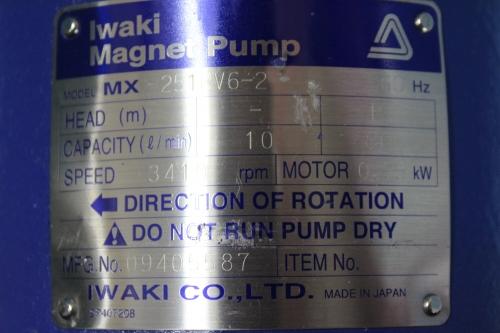 Iwaki
Magnet Pump
MODEL MX - Hz
HEAD (m) -
CAPACITY (ℓ/min) 10
SPEED rpm MOTOR kW
DIRECTION OF ROTATION
DO NOT RUN PUMP DRY
MFG. No. ITEM No.
IWAKI CO., LTD. MADE IN JAPAN